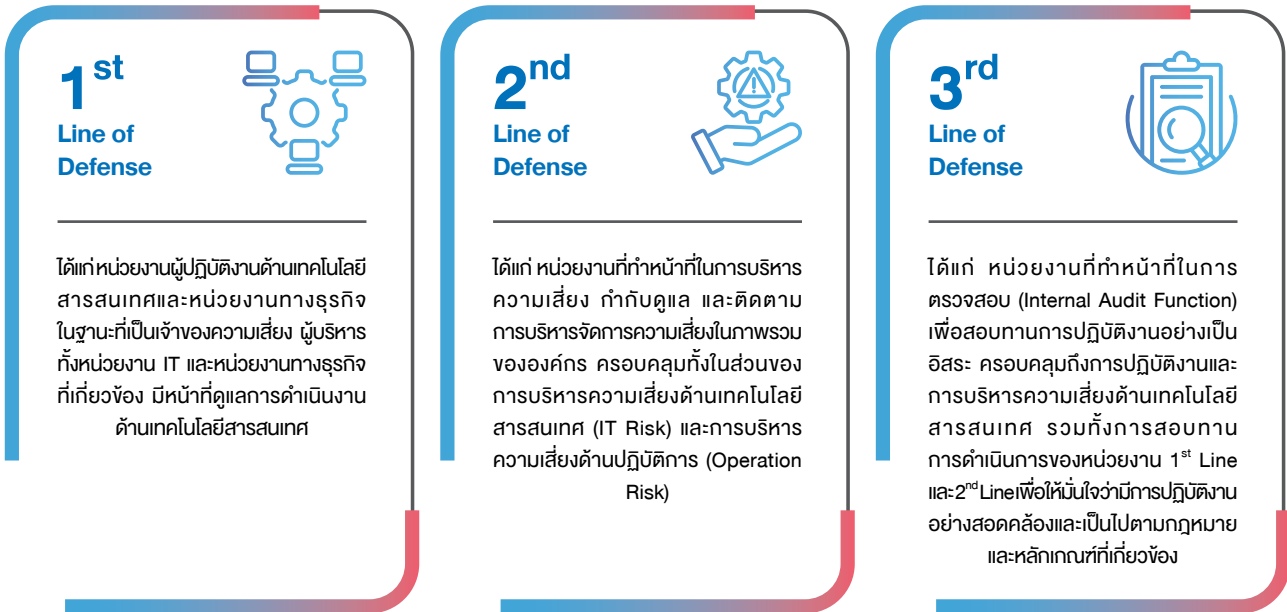 1st
Line of
Defense
ได้แก่หน่วยงานผู้ปฏิบัติงานด้านเทคโนโลยี
สารสนเทศและหน่วยงานทางธุรกิจ
ในฐานะที่เป็นเจ้าของความเสี่ยง ผู้บริหาร
ทั้งหน่วยงาน IT และหน่วยงานทางธุรกิจ
ที่เกี่ยวข้อง มีหน้าที่ดูแลการดำเนินงาน
ด้านเทคโนโลยีสารสนเทศ
2nd
Line of
Defense
ได้แก่ หน่วยงานที่ทำหน้าที่ในการบริหาร
ความเสี่ยง กำกับดูแล และติดตาม
การบริหารจัดการความเสี่ยงในภาพรวม
ขององค์กร ครอบคลุมทั้งในส่วนของ
การบริหารความเสี่ยงด้านเทคโนโลยี
สารสนเทศ (IT Risk) และการบริหาร
ความเสี่ยงด้านปฏิบัติการ (Operation
Risk)
3rd
Line of
Defense
ได้แก่ หน่วยงานที่ทำหน้าที่ในการ
ตรวจสอบ (Internal Audit Function)
เพื่อสอบทานการปฏิบัติงานอย่างเป็น
อิสระ ครอบคลุมถึงการปฏิบัติงานและ
การบริหารความเสี่ยงด้านเทคโนโลยี
สารสนเทศ รวมทั้งการสอบทาน
การดำเนินการของหน่วยงาน 1st Line
และ2nd Lineเพื่อให้มั่นใจว่ามีการปฏิบัติงาน
อย่างสอดคล้องและเป็นไปตามกฎหมาย
และหลักเกณฑ์ที่เกี่ยวข้อง